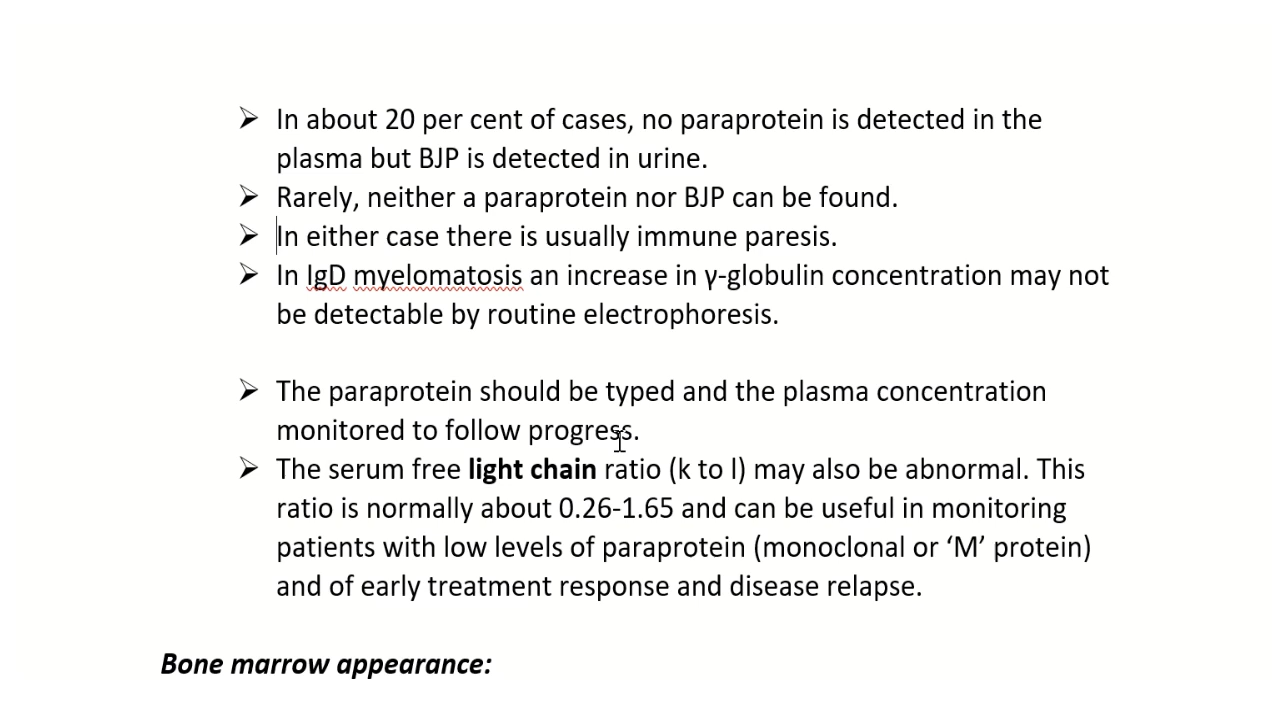 ➢ In about 20 per cent of cases, no paraprotein is detected in the
plasma but BJP is detected in urine.
➢ Rarely, neither a paraprotein nor BJP can be found.
➢ In either case there is usually immune paresis.
➢ In IgD myelomatosis an increase in γ-globulin concentration may not
be detectable by routine electrophoresis.
➢ The paraprotein should be typed and the plasma concentration
monitored to follow progress.
➢ The serum free light chain ratio (k to l) may also be abnormal. This
ratio is normally about 0.26-1.65 and can be useful in monitoring
patients with low levels of paraprotein (monoclonal or ‘M’ protein)
and of early treatment response and disease relapse.
Bone marrow appearance: